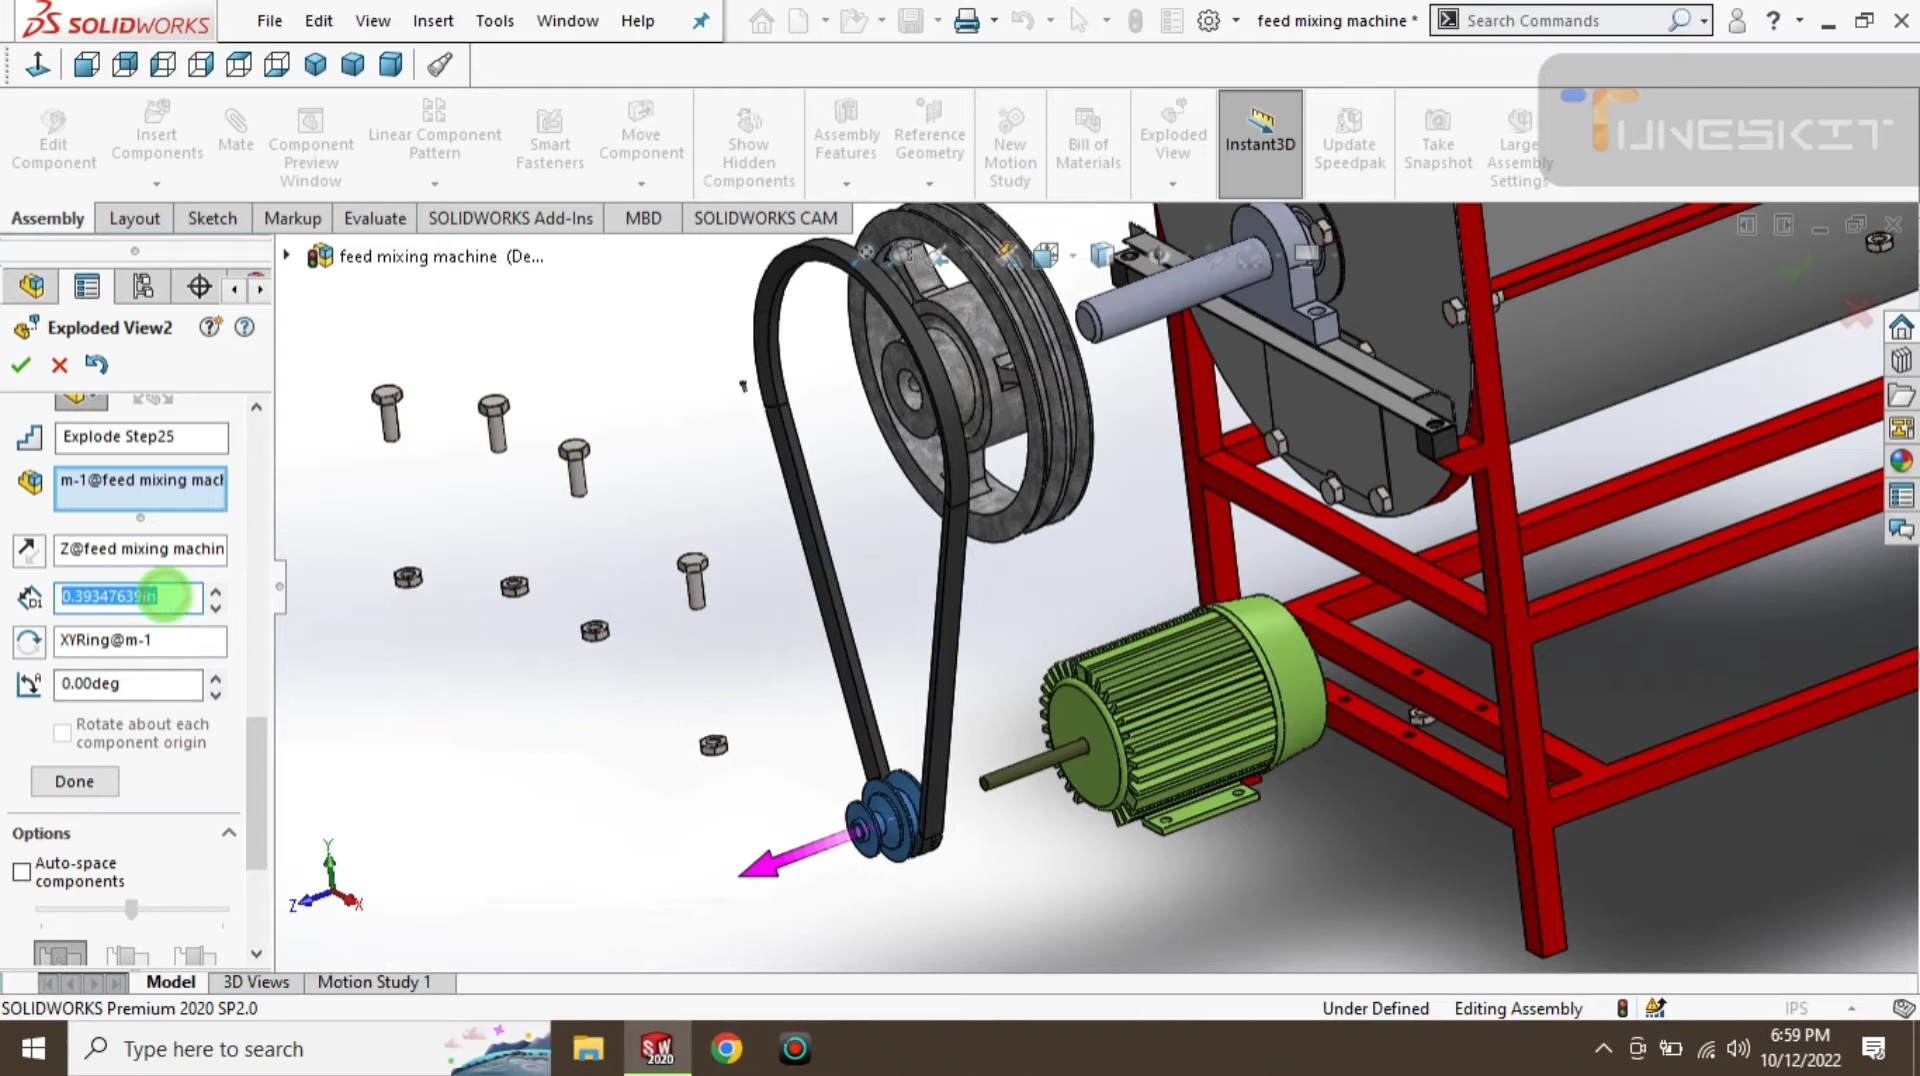 SOLIDWORKS
File Edit View Insert Tools Window Help
feed mixing machine *
Search Commands
TUNESKIT
Edit Component
Insert Components
Mate
Component Preview Window
Linear Component Pattern
Smart Fasteners
Move Component
Show Hidden Components
Assembly Features
Reference Geometry
New Motion Study
Bill of Materials
Exploded View
Instant3D
Update Speedpak
Take Snapshot
Large Assembly Settings
Assembly Layout Sketch Markup Evaluate SOLIDWORKS Add-Ins MBD SOLIDWORKS CAM
feed mixing machine (De...
Exploded View2
Explode Step25
m-1@feed mixing mach
Z@feed mixing machin
D1
0.39347639in
XYRing@m-1
A
0.00deg
Rotate about each
component origin
Done
Options
Auto-space
components
Y
Z
X
Model 3D Views Motion Study 1
SOLIDWORKS Premium 2020 SP2.0
Under Defined Editing Assembly IPS
Type here to search
SW
2020
6:59 PM
10/12/2022